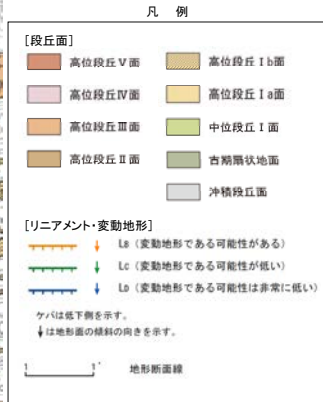 凡 例
[段丘面]
高位段丘Ⅴ面
高位段丘Ⅳ面
高位段丘Ⅲ面
高位段丘Ⅱ面
高位段丘Ⅰb面
高位段丘Ⅰa面
中位段丘Ⅰ面
古期扇状地面
沖積段丘面
[リニアメント・変動地形]
LB (変動地形である可能性がある)
LC (変動地形である可能性が低い)
LD (変動地形である可能性は非常に低い)
ケバは低下側を示す。
↓は地形面の傾斜の向きを示す。
1 1' 地形断面線